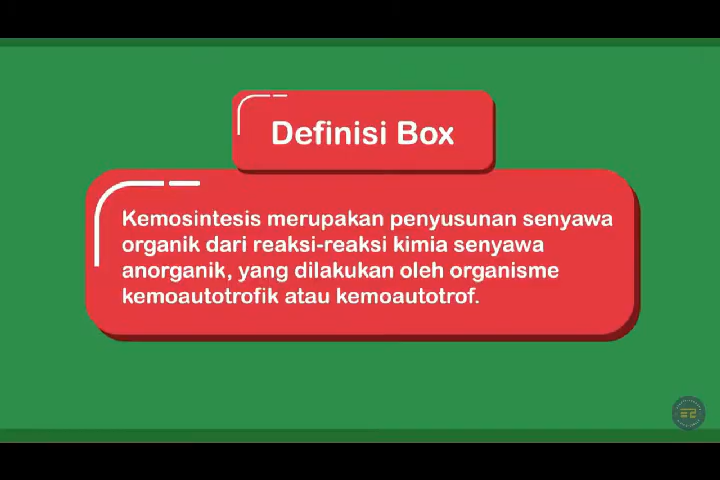 Definisi Box
Kemosintesis merupakan penyusunan senyawa
organik dari reaksi-reaksi kimia senyawa
anorganik, yang dilakukan oleh organisme
kemoautotrofik atau kemoautotrof.